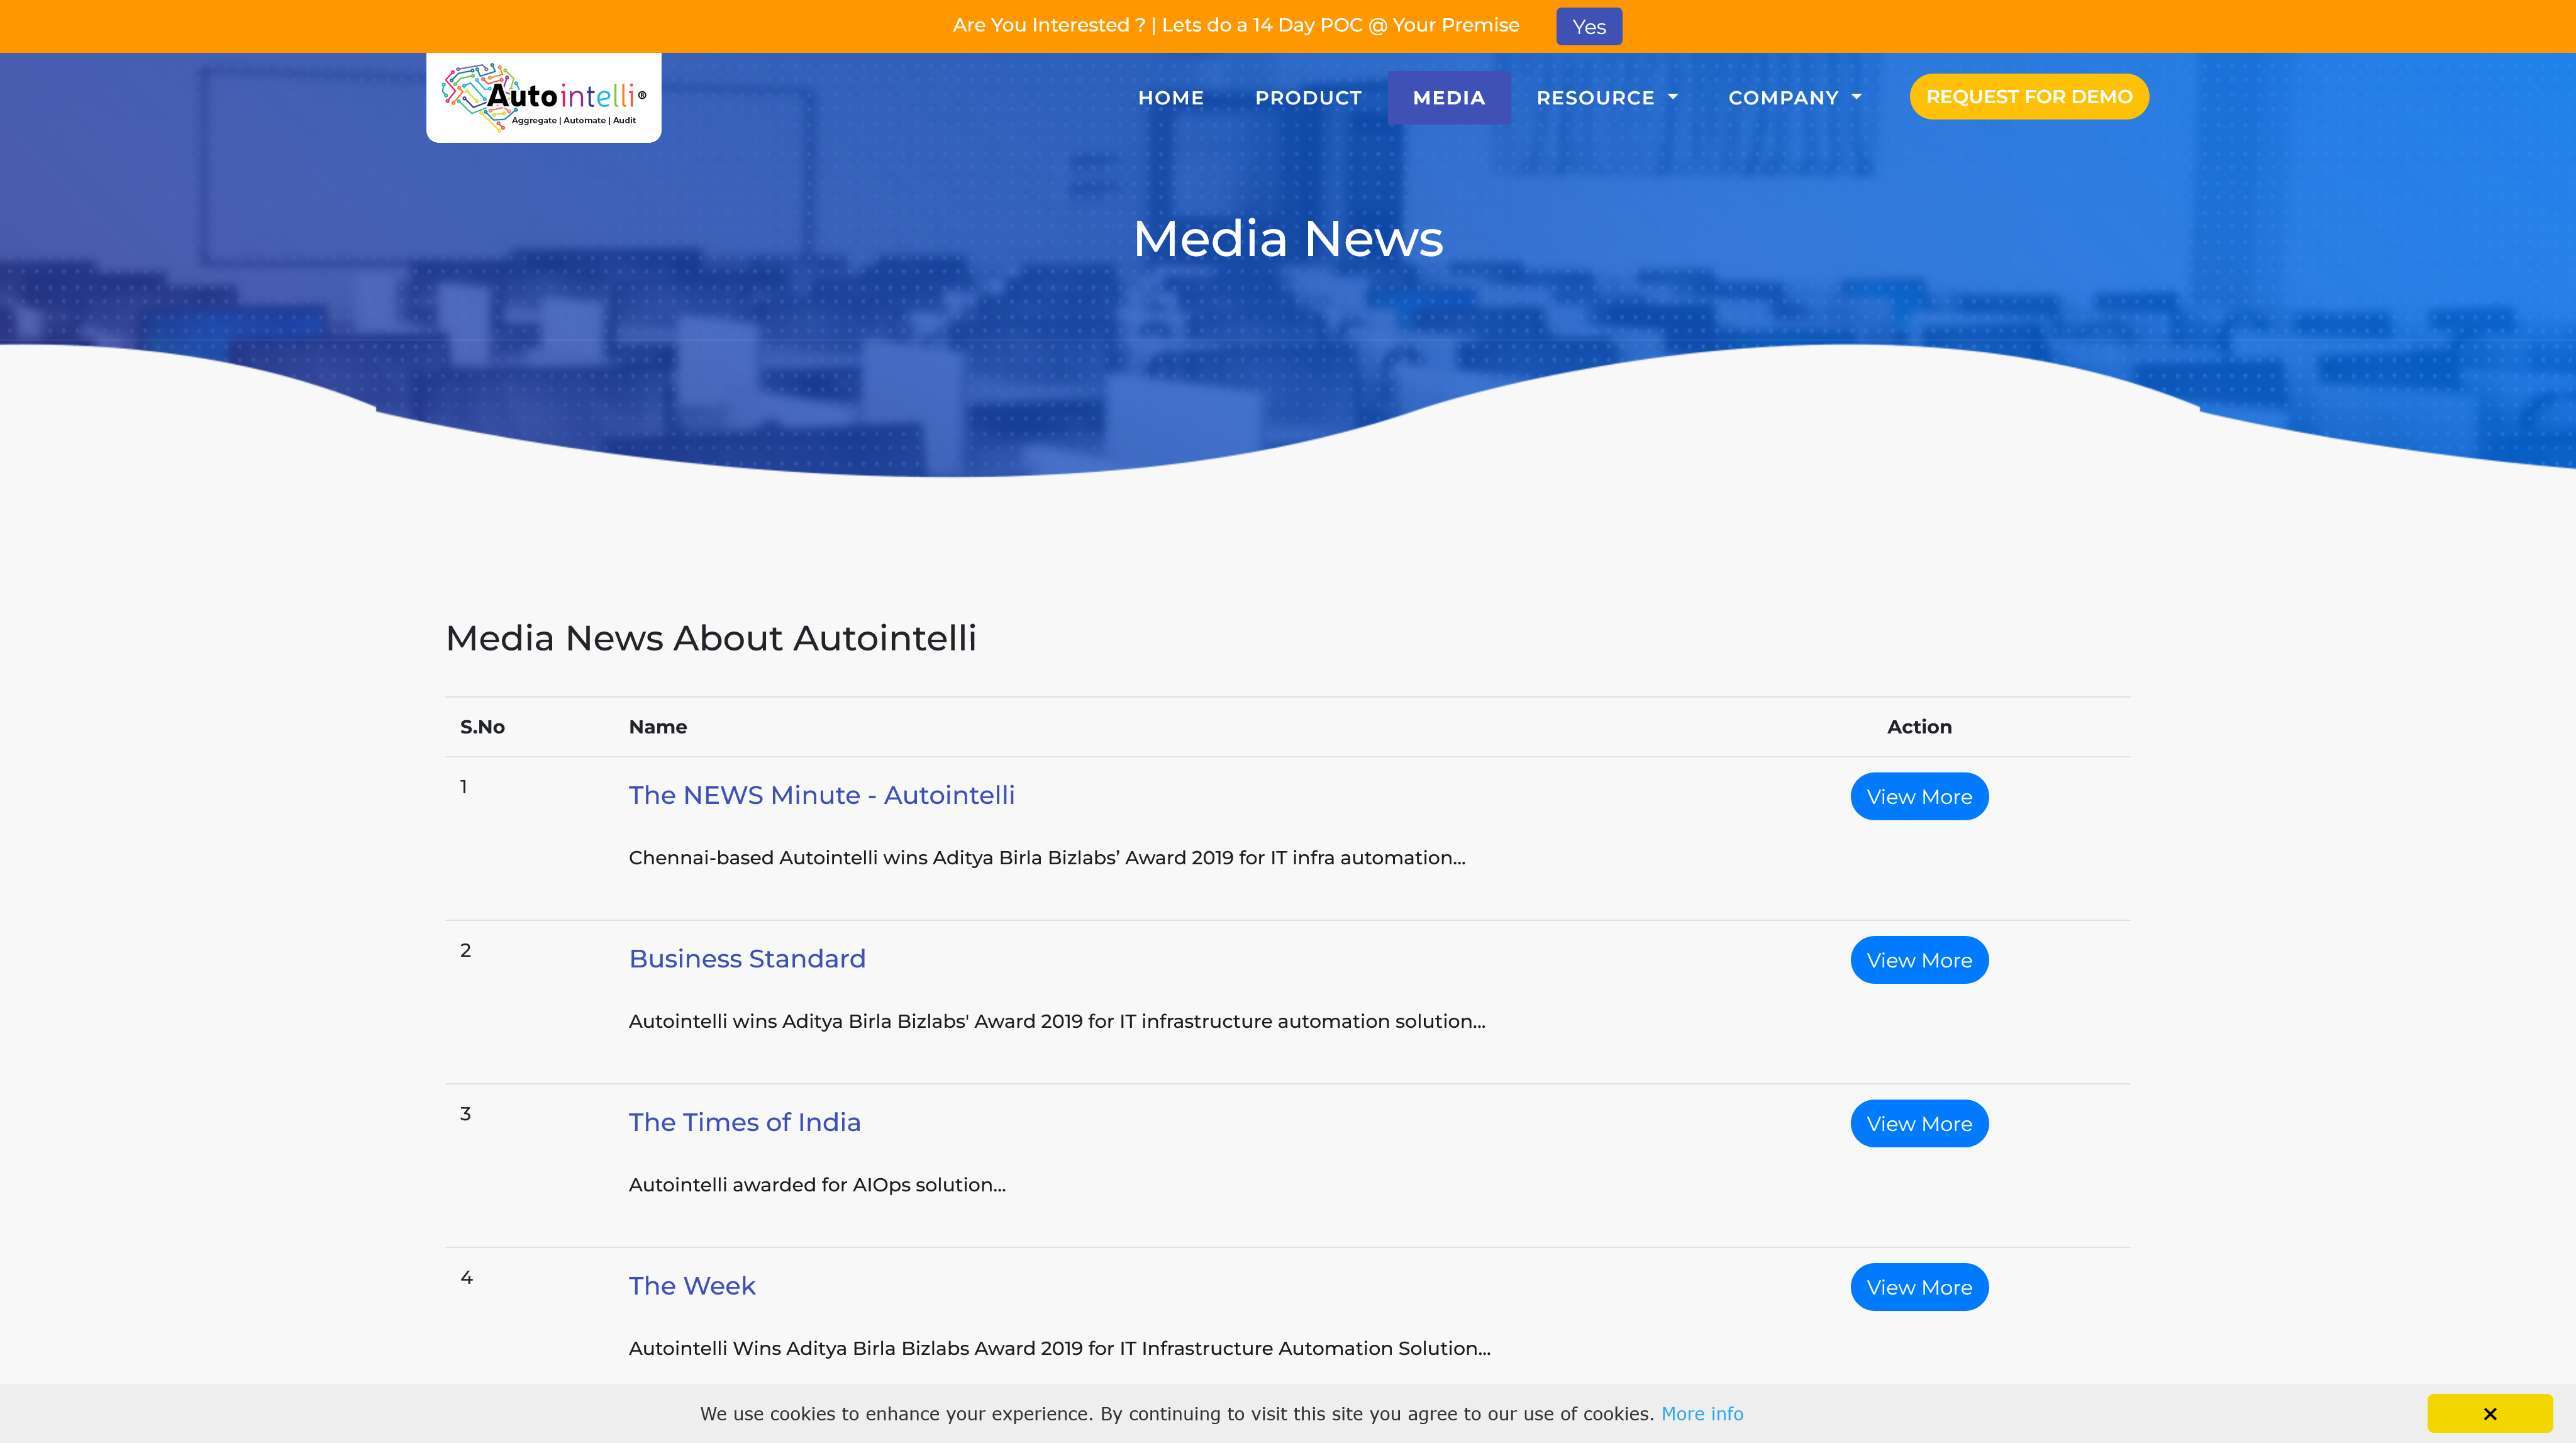 Are You Interested ? | Lets do a 14 Day POC @ Your Premise
Yes
Autointelli®
Aggregate | Automate | Audit
HOME
PRODUCT
MEDIA
RESOURCE
COMPANY
REQUEST FOR DEMO
Media News
Media News About Autointelli
S.No Name Action
1 The NEWS Minute - Autointelli View More
Chennai-based Autointelli wins Aditya Birla Bizlabs’ Award 2019 for IT infra automation...
2 Business Standard View More
Autointelli wins Aditya Birla Bizlabs' Award 2019 for IT infrastructure automation solution...
3 The Times of India View More
Autointelli awarded for AIOps solution...
4 The Week View More
Autointelli Wins Aditya Birla Bizlabs Award 2019 for IT Infrastructure Automation Solution...
We use cookies to enhance your experience. By continuing to visit this site you agree to our use of cookies. More info